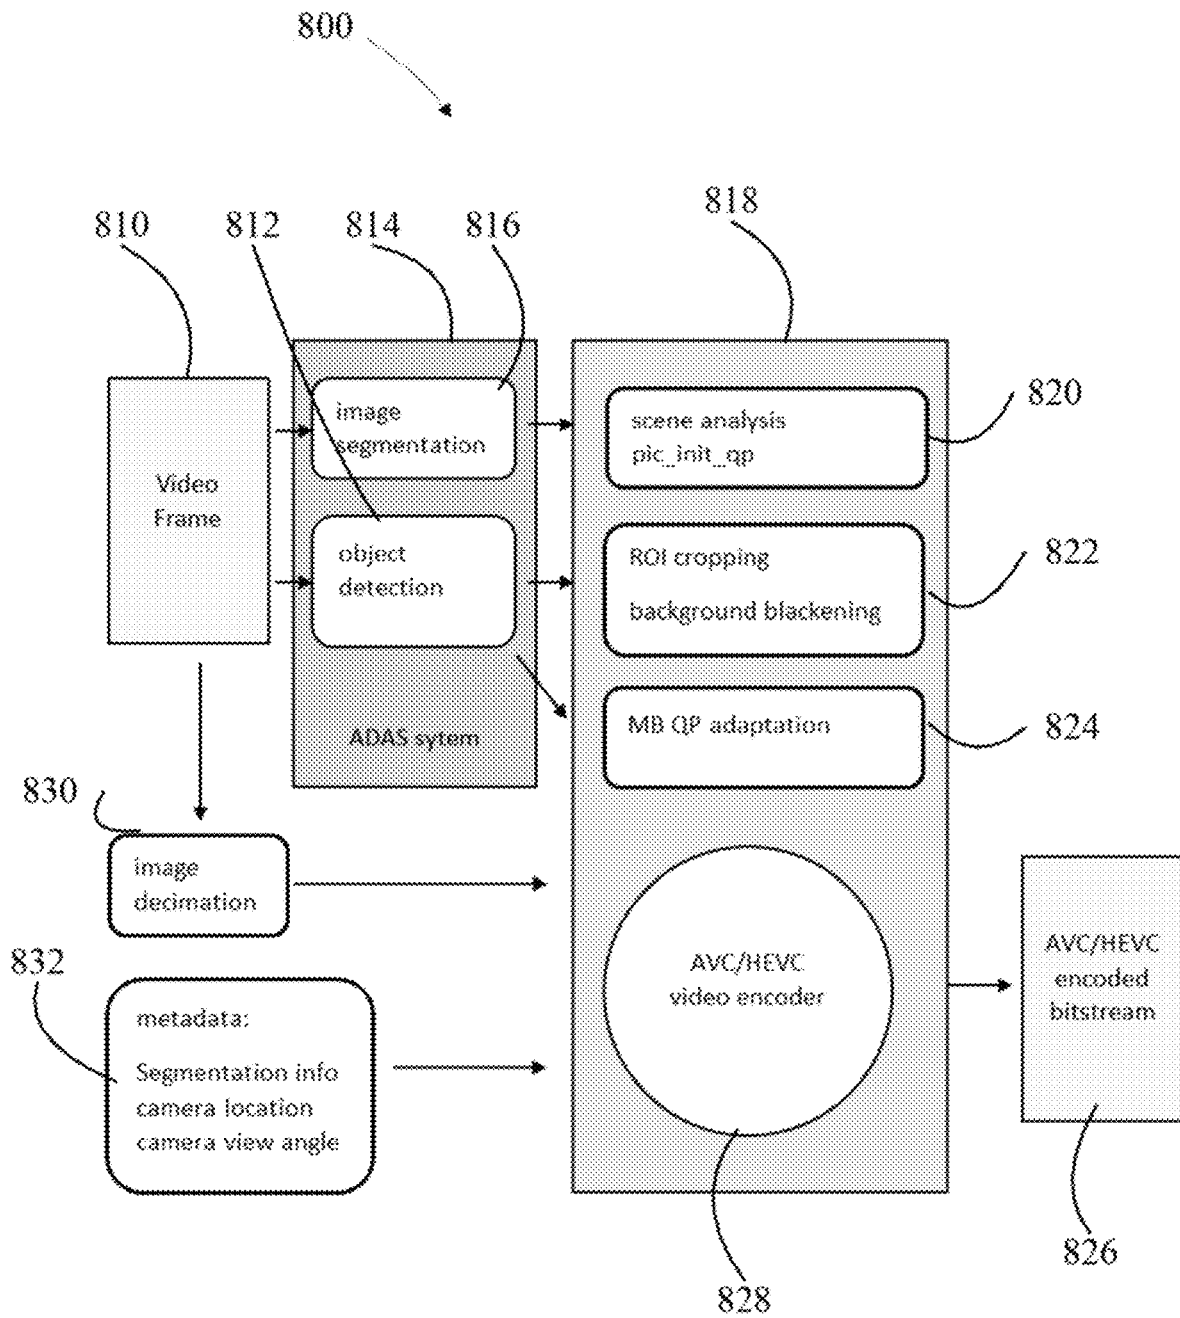 800
810
812
814
816
818
820
822
824
830
832
826
828
Video
Frame
image
segmentation
object
detection
ADAS sytem
scene analysis
pic_init_qp
ROI cropping
background blackening
MB QP adaptation
image
decimation
metadata:
Segmentation info
camera location
camera view angle
AVC/HEVC
video encoder
AVC/HEVC
encoded
bitstream